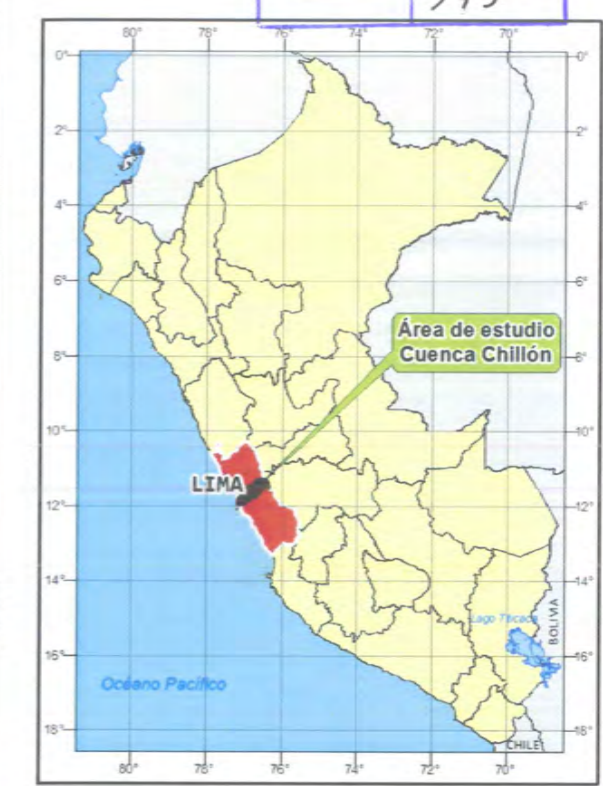 80° 78° 76° 74° 72° 70°
0° 0°
2° 2°
4° 4°
6° 6°
Área de estudio
Cuenca Chillón
8° 8°
10° 10°
LIMA
12° 12°
14° 14°
BOLIVIA
Lago Titicaca
16° 16°
Océano Pacífico
18° 18°
CHILE
80° 78° 76° 74° 72° 70°